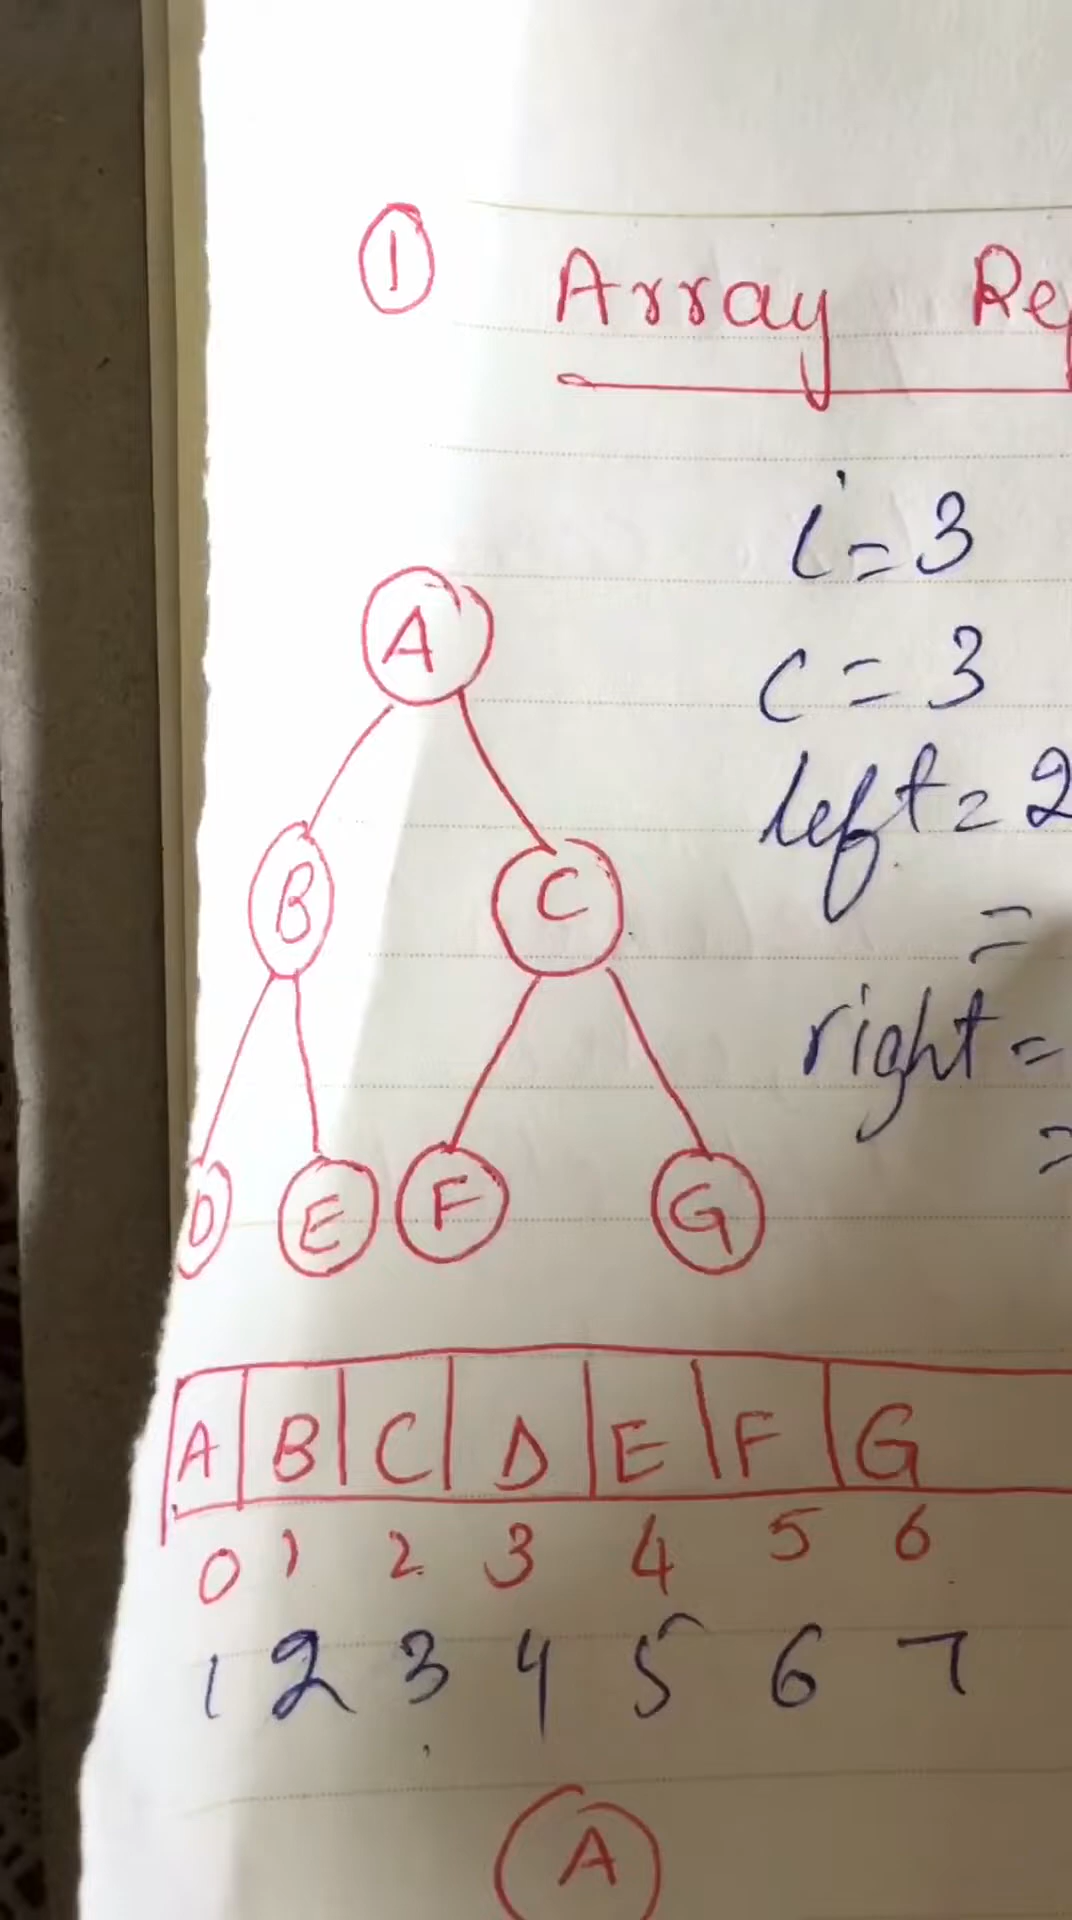 1
Array
i = 3
c = 3
left = 2
=
right =
=
A
B C
D E F G
A B C D E F G
0 1 2 3 4 5 6
1 2 3 4 5 6 7
A